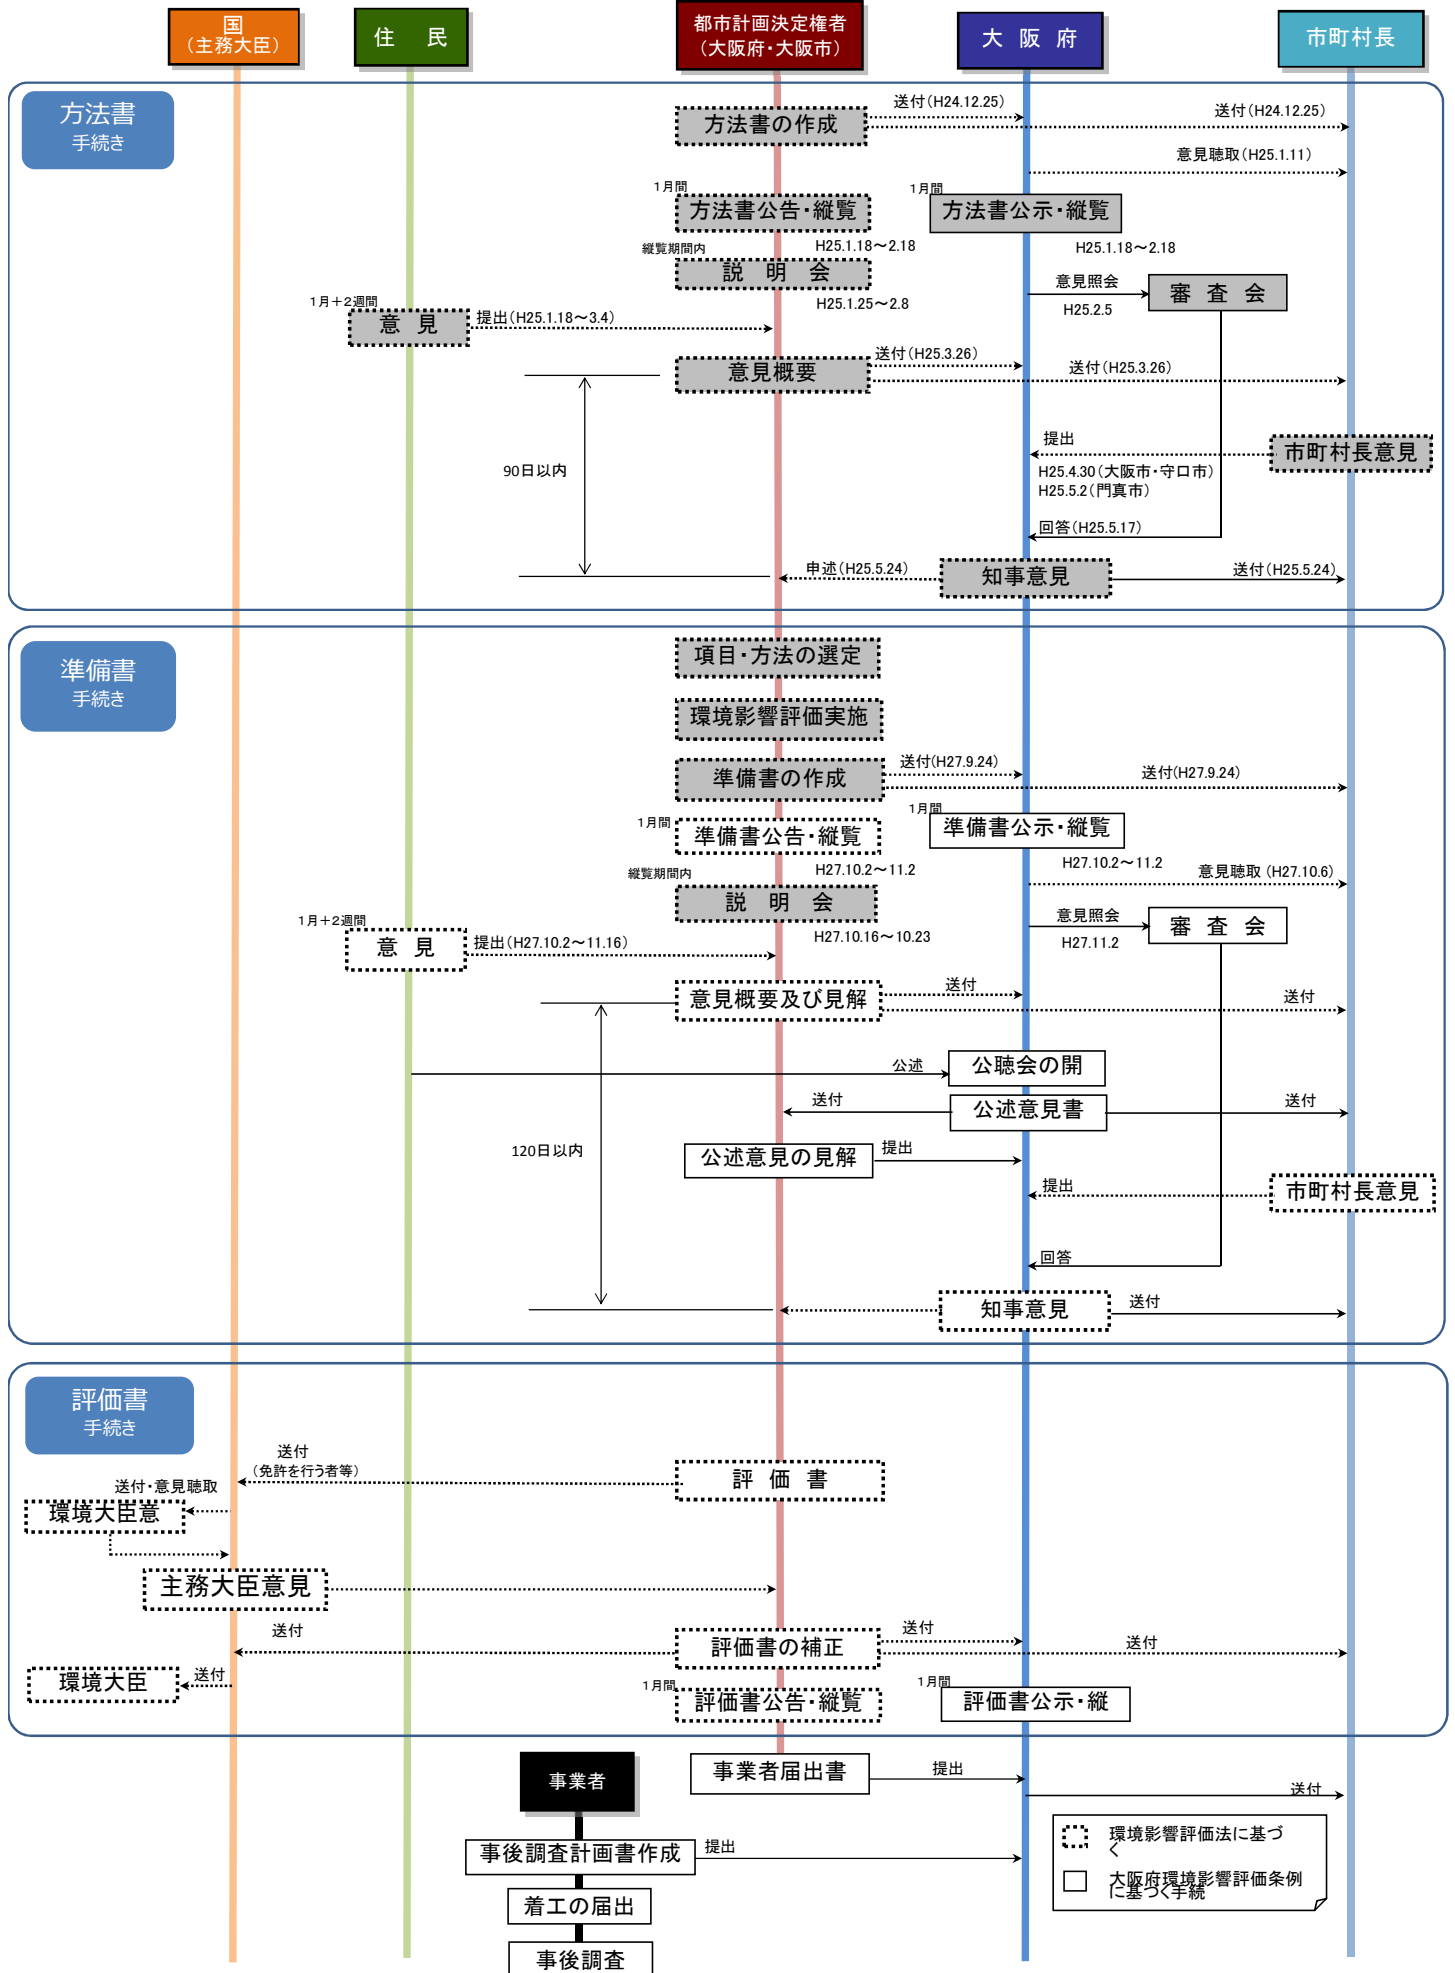 国
（主務大臣）
住　民
都市計画決定権者
（大阪府・大阪市）
大 阪 府
市町村長
方法書
手続き
方法書の作成
送付（H24.12.25）
送付（H24.12.25）
意見聴取（H25.1.11）
1月間
方法書公告・縦覧
1月間
方法書公示・縦覧
縦覧期間内
H25.1.18～2.18
H25.1.18～2.18
説　明　会
H25.1.25～2.8
意見照会
H25.2.5
審 査 会
1月＋2週間
意 見
提出（H25.1.18～3.4）
意見概要
送付（H25.3.26）
送付（H25.3.26）
90日以内
提出
H25.4.30（大阪市・守口市）
H25.5.2（門真市）
市町村長意見
回答（H25.5.17）
申述（H25.5.24）
知事意見
送付（H25.5.24）
準備書
手続き
項目・方法の選定
環境影響評価実施
準備書の作成
送付(H27.9.24)
送付(H27.9.24)
1月間
準備書公告・縦覧
1月間
準備書公示・縦覧
縦覧期間内
H27.10.2～11.2
H27.10.2～11.2
意見聴取 (H27.10.6)
説　明　会
H27.10.16～10.23
意見照会
H27.11.2
審 査 会
1月＋2週間
意 見
提出（H27.10.2～11.16）
意見概要及び見解
送付
送付
公述
公聴会の開
送付
公述意見書
送付
120日以内
公述意見の見解
提出
提出
市町村長意見
回答
知事意見
送付
評価書
手続き
送付
（免許を行う者等）
評 価 書
送付・意見聴取
環境大臣意
主務大臣意見
送付
評価書の補正
送付
送付
環境大臣
送付
1月間
評価書公告・縦覧
1月間
評価書公示・縦
事業者
事業者届出書
提出
送付
事後調査計画書作成
提出
着工の届出
事後調査
環境影響評価法に基づ
く
大阪府環境影響評価条例
に基づく手続